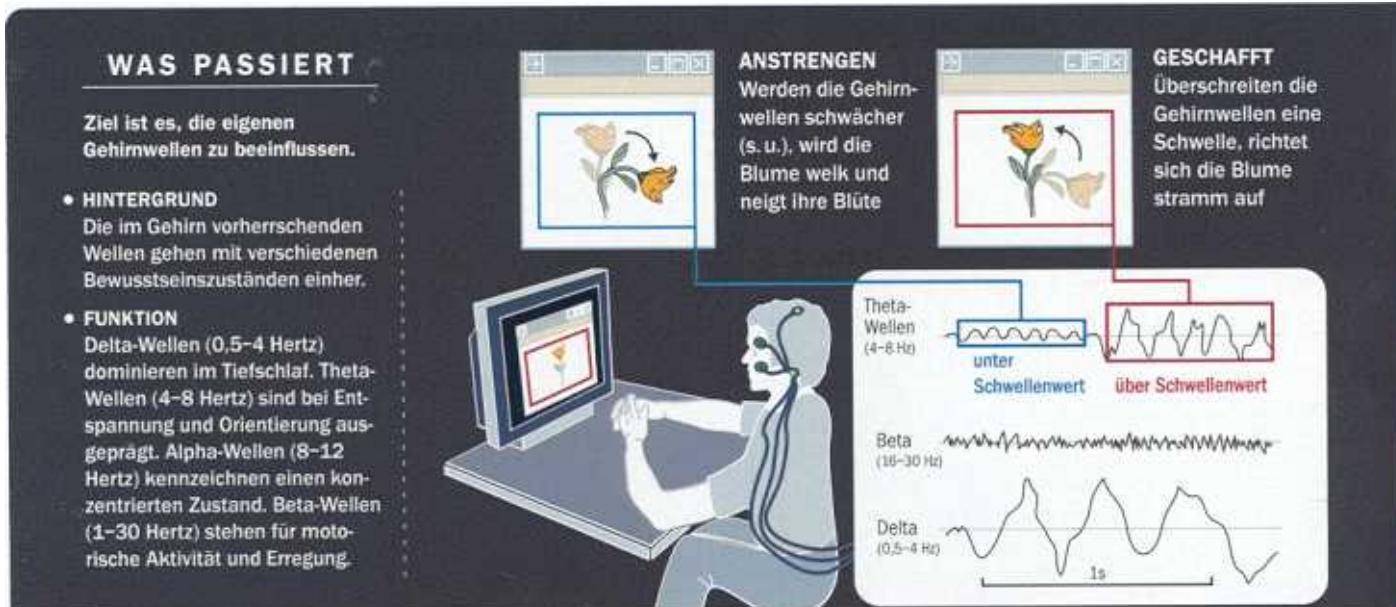 WAS PASSIERT
Ziel ist es, die eigenen
Gehirnwellen zu beeinflussen.
• HINTERGRUND
Die im Gehirn vorherrschenden
Wellen gehen mit verschiedenen
Bewusstseinszuständen einher.
• FUNKTION
Delta-Wellen (0,5–4 Hertz)
dominieren im Tiefschlaf. Theta-
Wellen (4–8 Hertz) sind bei Ent-
spannung und Orientierung aus-
geprägt. Alpha-Wellen (8–12
Hertz) kennzeichnen einen kon-
zentrierten Zustand. Beta-Wellen
(1–30 Hertz) stehen für moto-
rische Aktivität und Erregung.
ANSTRENGEN
Werden die Gehirn-
wellen schwächer
(s. u.), wird die
Blume welk und
neigt ihre Blüte
GESCHAFFT
Überschreiten die
Gehirnwellen eine
Schwelle, richtet
sich die Blume
stramm auf
Theta-
Wellen
(4–8 Hz)
unter
Schwellenwert
über Schwellenwert
Beta
(16–30 Hz)
Delta
(0,5–4 Hz)
1s